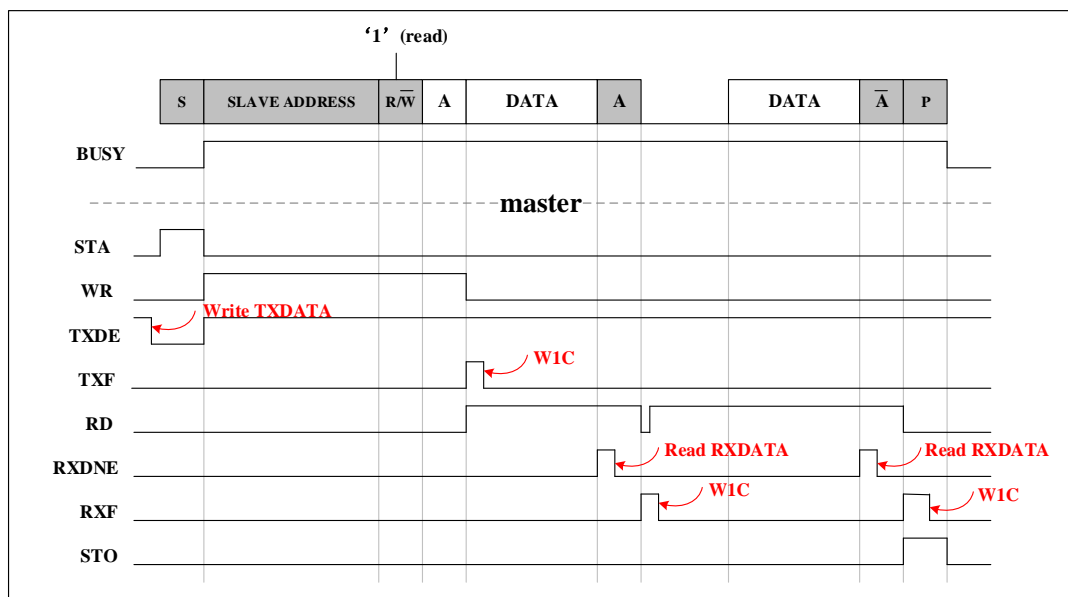 ‘1’ (read)
S SLAVE ADDRESS R/W̅ A DATA A DATA A̅ P
BUSY
master
STA
WR
Write TXDATA
TXDE
W1C
TXF
RD
Read RXDATA Read RXDATA
RXDNE
W1C W1C
RXF
STO